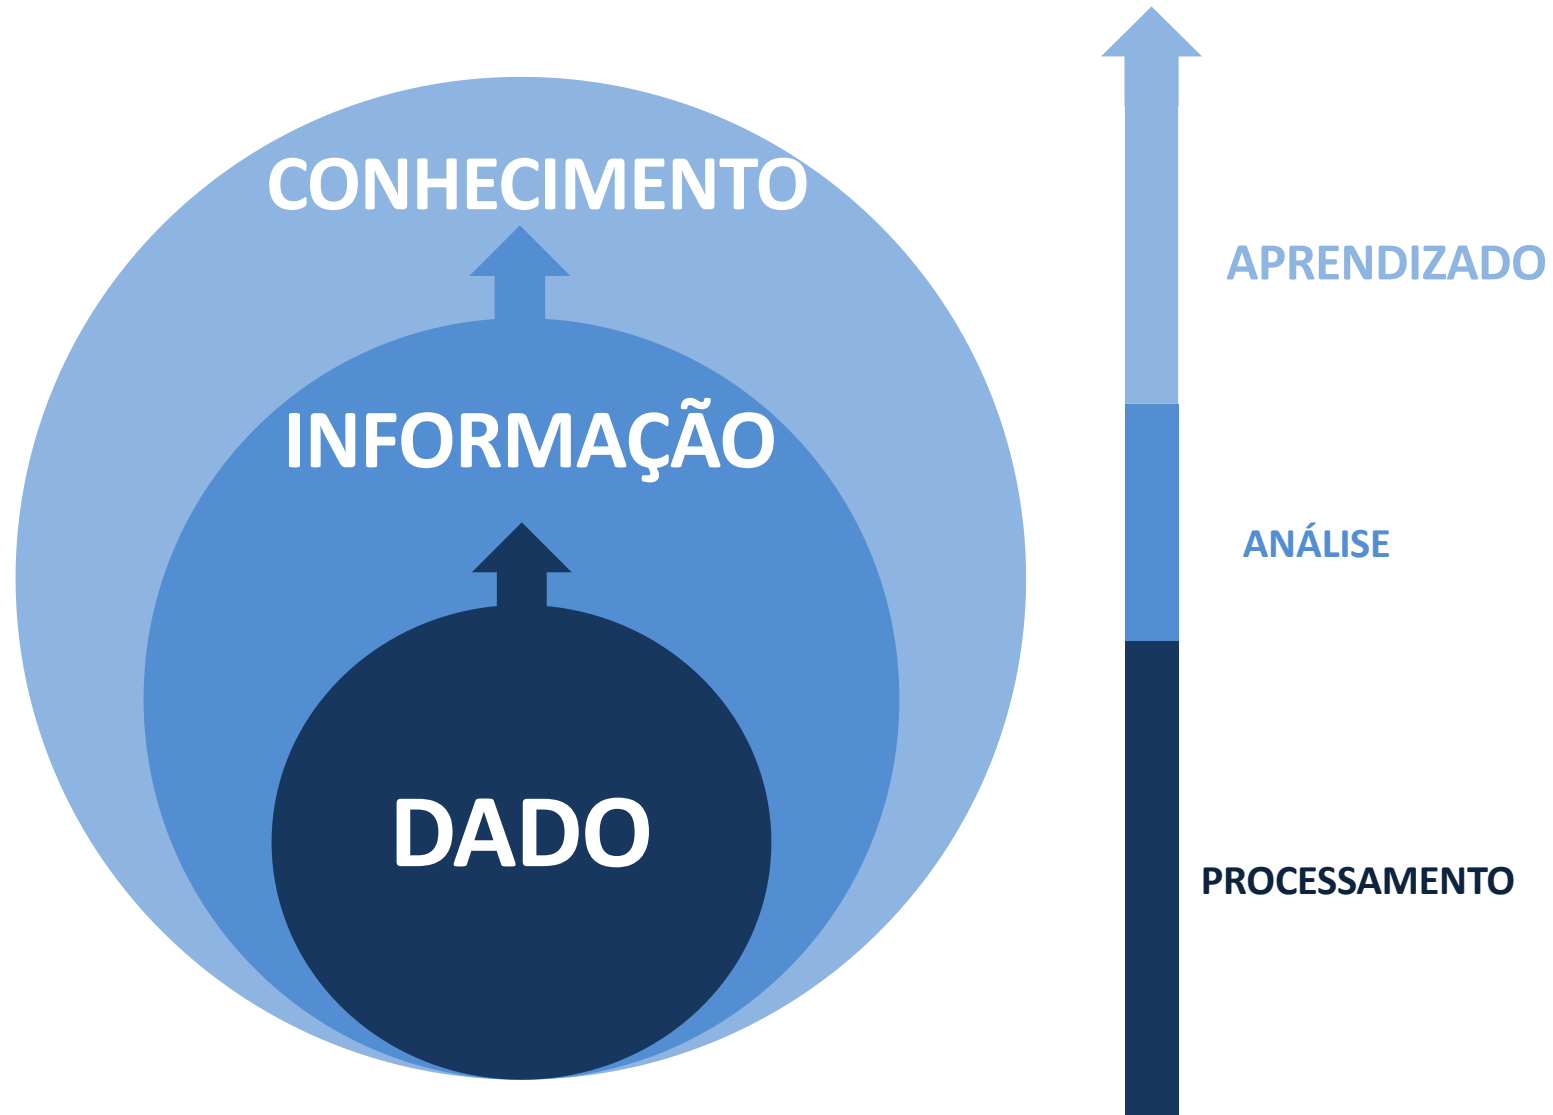 CONHECIMENTO
INFORMAÇÃO
DADO
APRENDIZADO
ANÁLISE
PROCESSAMENTO